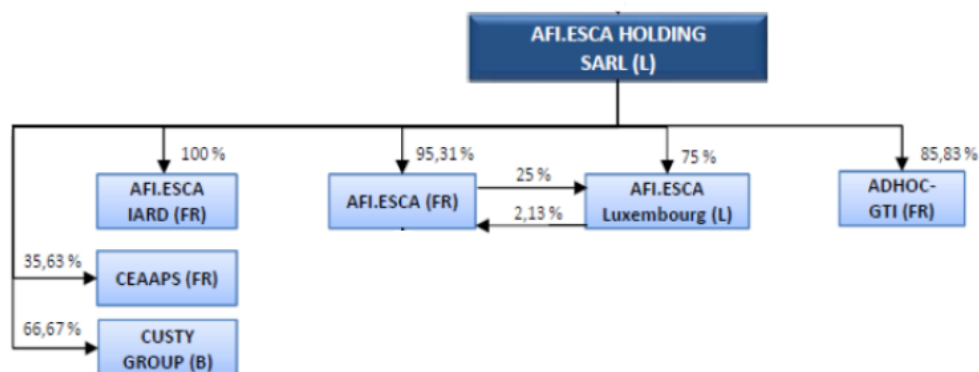 AFI.ESCA HOLDING
SARL (L)
100 %
95,31 %
75 %
85,83 %
AFI.ESCA
IARD (FR)
AFI.ESCA (FR)
25 %
2,13 %
AFI.ESCA
Luxembourg (L)
ADHOC-
GTI (FR)
35,63 %
CEAAPS (FR)
66,67 %
CUSTY
GROUP (B)